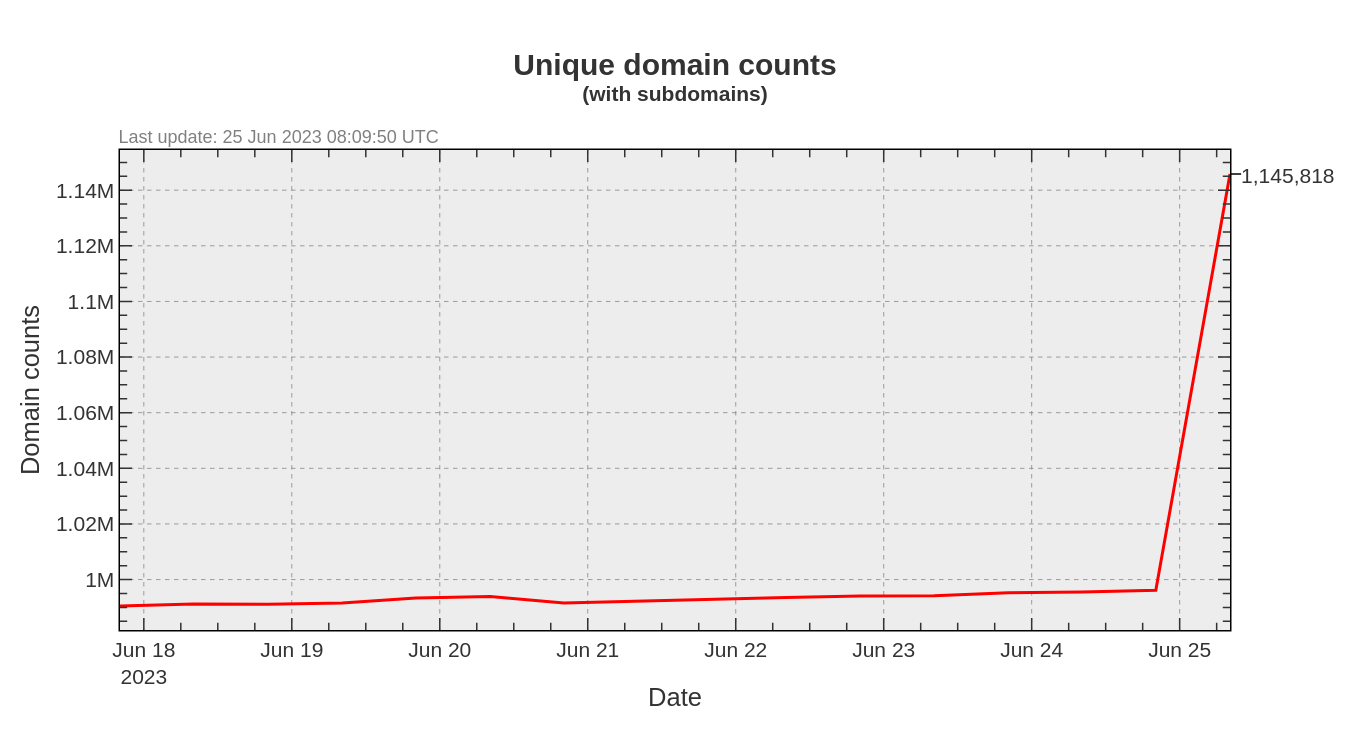 Unique domain counts
(with subdomains)
Last update: 25 Jun 2023 08:09:50 UTC
1,145,818
1.14M
1.12M
1.1M
1.08M
1.06M
1.04M
1.02M
1M
Domain counts
Jun 18 Jun 19 Jun 20 Jun 21 Jun 22 Jun 23 Jun 24 Jun 25
2023
Date